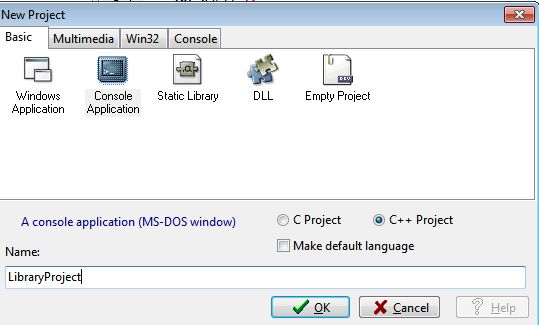 New Project
Basic Multimedia Win32 Console
Windows Application
Console Application
Static Library
DLL
DEV
Empty Project
A console application (MS-DOS window)
C Project
C++ Project
Make default language
Name:
LibraryProject
OK
Cancel
? Help